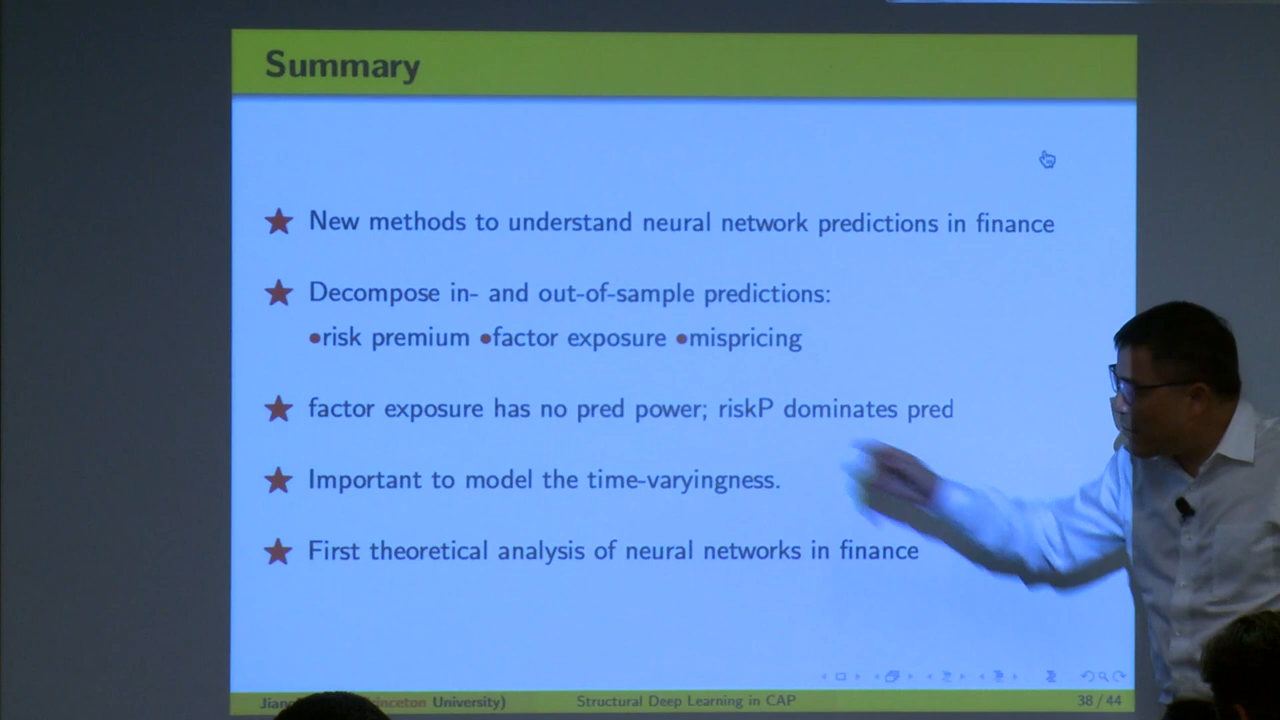 Summary
★ New methods to understand neural network predictions in finance
★ Decompose in- and out-of-sample predictions:
•risk premium •factor exposure •mispricing
★ factor exposure has no pred power; riskP dominates pred
★ Important to model the time-varyingness.
★ First theoretical analysis of neural networks in finance
University) Structural Deep Learning in CAP 38 / 44